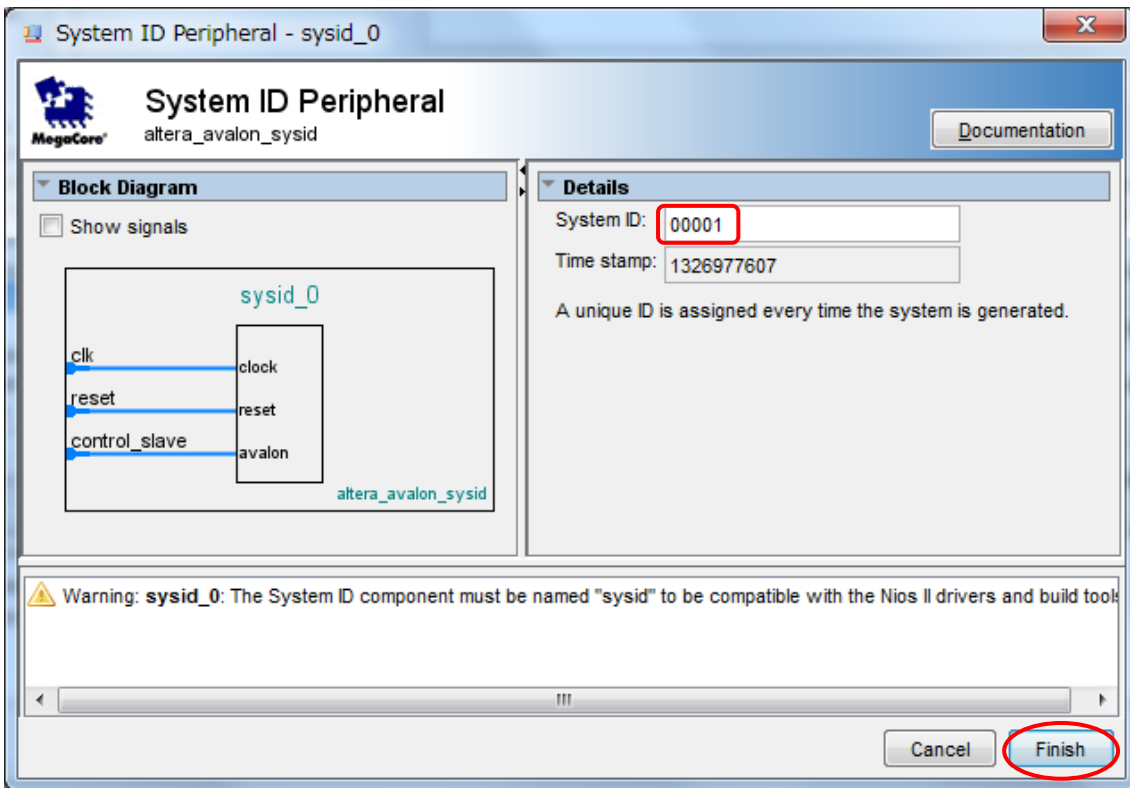 System ID Peripheral - sysid_0
System ID Peripheral
altera_avalon_sysid
MegaCore®
Documentation
Block Diagram
Show signals
sysid_0
clk
clock
reset
reset
control_slave
avalon
altera_avalon_sysid
Details
System ID: 00001
Time stamp: 1326977607
A unique ID is assigned every time the system is generated.
Warning: sysid_0: The System ID component must be named "sysid" to be compatible with the Nios II drivers and build tools
Cancel
Finish